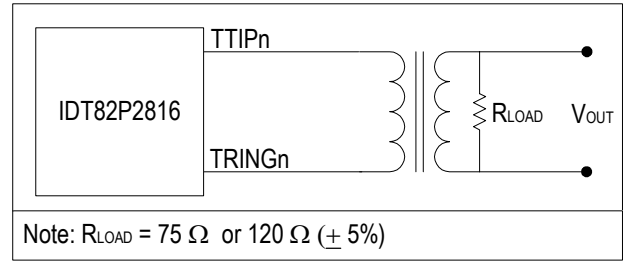 TTIPn
IDT82P2816
RLOAD
VOUT
TRINGn
Note: RLOAD = 75 Ω or 120 Ω (± 5%)